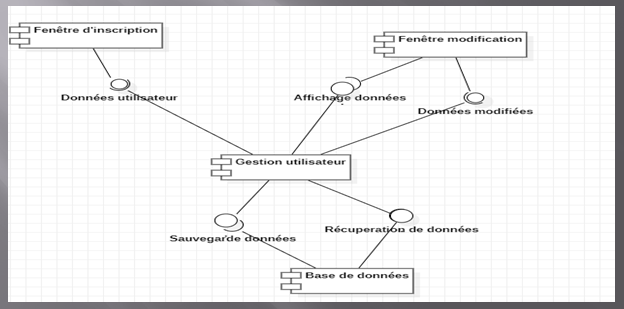 Fenêtre d'inscription
Fenêtre modification
Données utilisateur
Affichage données
Données modifiées
Gestion utilisateur
Sauvegarde données
Récuperation de données
Base de données